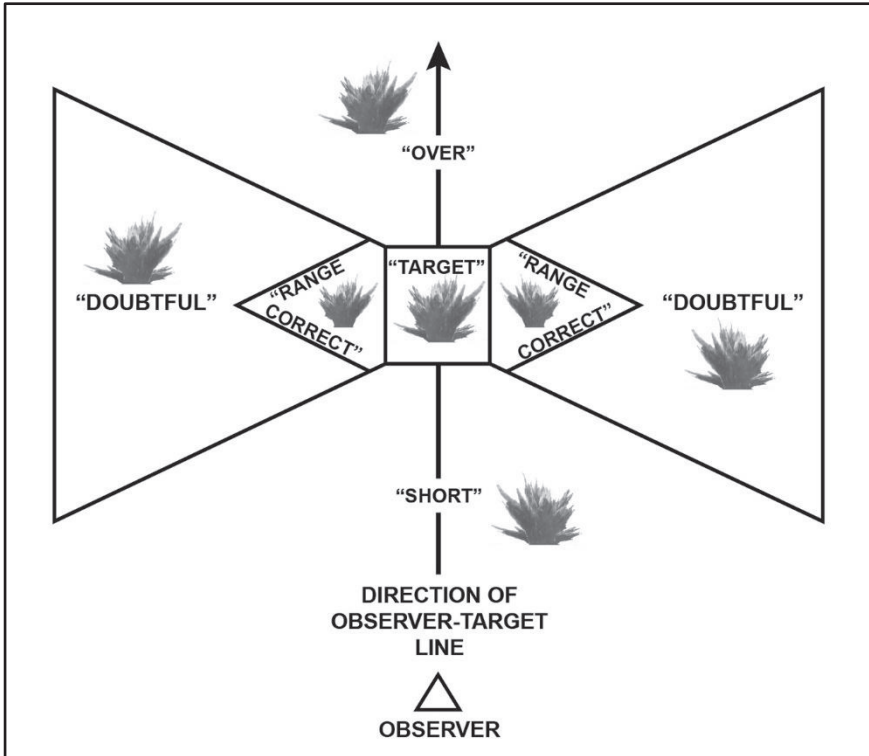 “OVER”
“TARGET”
“RANGE
CORRECT”
“RANGE
CORRECT”
“DOUBTFUL”
“DOUBTFUL”
“SHORT”
DIRECTION OF
OBSERVER-TARGET
LINE
OBSERVER